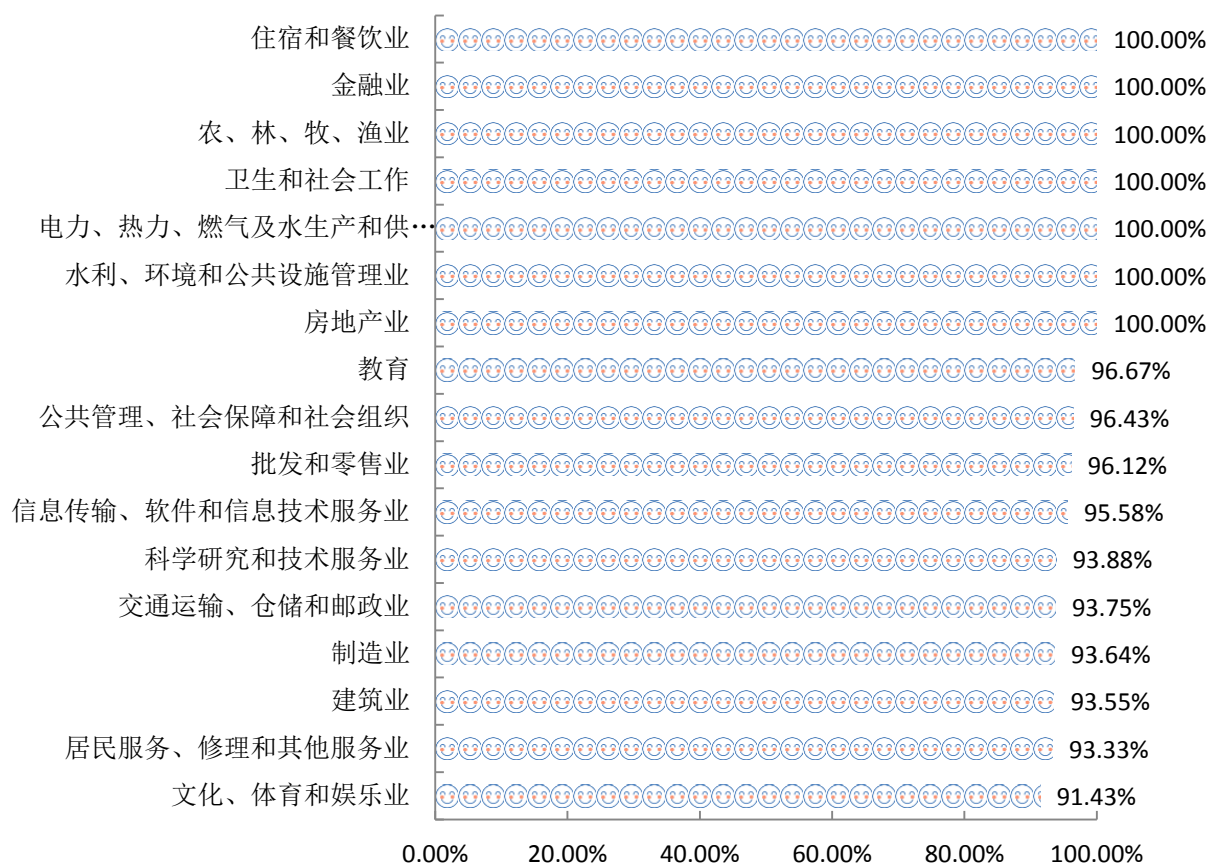 住宿和餐饮业 100.00%
金融业 100.00%
农、林、牧、渔业 100.00%
卫生和社会工作 100.00%
电力、热力、燃气及水生产和供… 100.00%
水利、环境和公共设施管理业 100.00%
房地产业 100.00%
教育 96.67%
公共管理、社会保障和社会组织 96.43%
批发和零售业 96.12%
信息传输、软件和信息技术服务业 95.58%
科学研究和技术服务业 93.88%
交通运输、仓储和邮政业 93.75%
制造业 93.64%
建筑业 93.55%
居民服务、修理和其他服务业 93.33%
文化、体育和娱乐业 91.43%
0.00% 20.00% 40.00% 60.00% 80.00% 100.00%